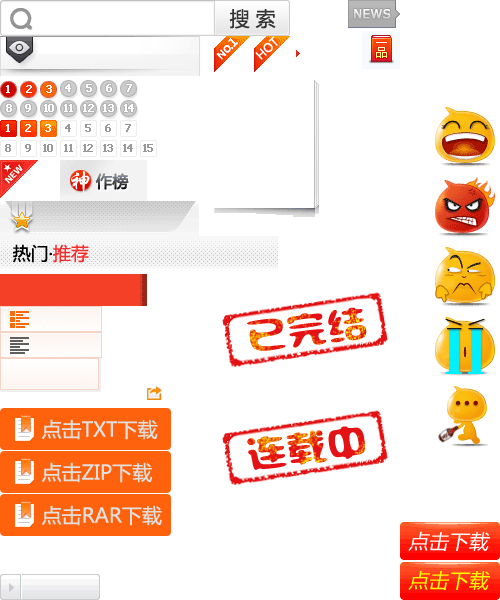 搜 索
NEWS
NO.1
HOT
一品
1 2 3 4 5 6 7
8 9 10 11 12 13 14
1 2 3 4 5 6 7
8 9 10 11 12 13 14 15
NEW
神作榜
热门·推荐
已完结
连载中
点击TXT下载
点击ZIP下载
点击RAR下载
点击下载
点击下载